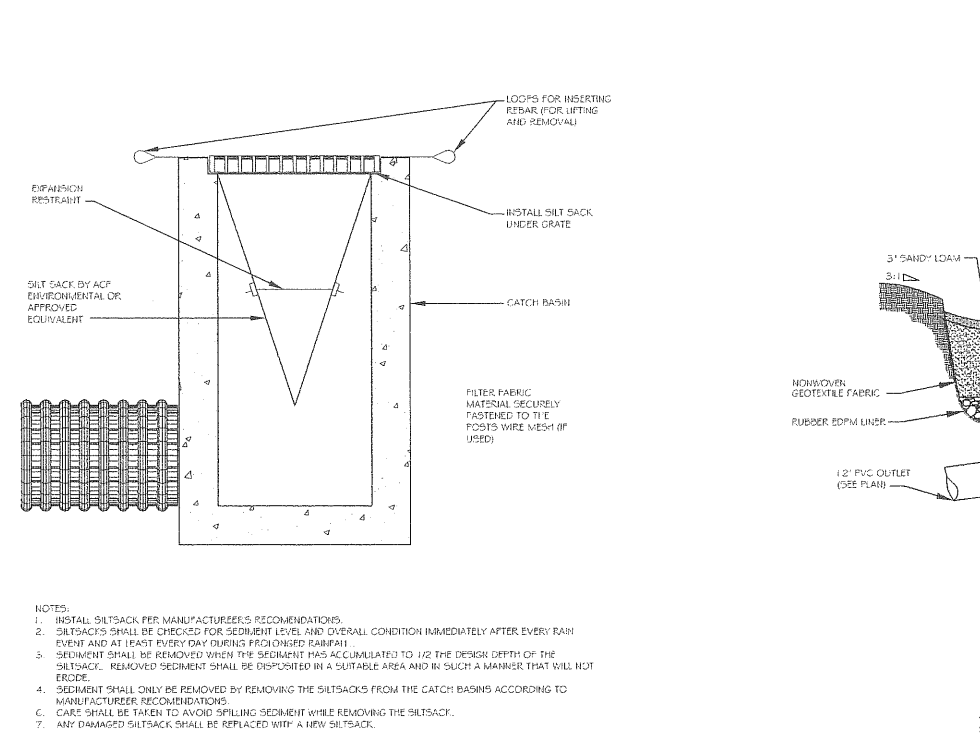 LOOPS FOR INSERTING
REBAR (FOR LIFTING
AND REMOVAL)
EXPANSION
RESTRAINT
INSTALL SILT SACK
UNDER GRATE
3" SANDY LOAM
3:1
SILT SACK BY ACF
ENVIRONMENTAL OR
APPROVED
EQUIVALENT
CATCH BASIN
FILTER FABRIC
MATERIAL SECURELY
FASTENED TO THE
POSTS WIRE MESH (IF
USED)
NONWOVEN
GEOTEXTILE FABRIC
RUBBER EDPM LINER
12" PVC OUTLET
(SEE PLAN)
NOTES:
1. INSTALL SILTSACK PER MANUFACTUREERS RECOMENDATIONS.
2. SILTSACKS SHALL BE CHECKED FOR SEDIMENT LEVEL AND OVERALL CONDITION IMMEDIATELY AFTER EVERY RAIN
EVENT AND AT LEAST EVERY DAY DURING PROLONGED RAINFALL.
3. SEDIMENT SHALL BE REMOVED WHEN THE SEDIMENT HAS ACCUMULATED TO 1/2 THE DESIGN DEPTH OF THE
SILTSACK. REMOVED SEDIMENT SHALL BE DISPOSITED IN A SUITABLE AREA AND IN SUCH A MANNER THAT WILL NOT
ERODE.
4. SEDIMENT SHALL ONLY BE REMOVED BY REMOVING THE SILTSACKS FROM THE CATCH BASINS ACCORDING TO
MANUFACTUREER RECOMENDATIONS.
6. CARE SHALL BE TAKEN TO AVOID SPILLING SEDIMENT WHILE REMOVING THE SILTSACK.
7. ANY DAMAGED SILTSACK SHALL BE REPLACED WITH A NEW SILTSACK.